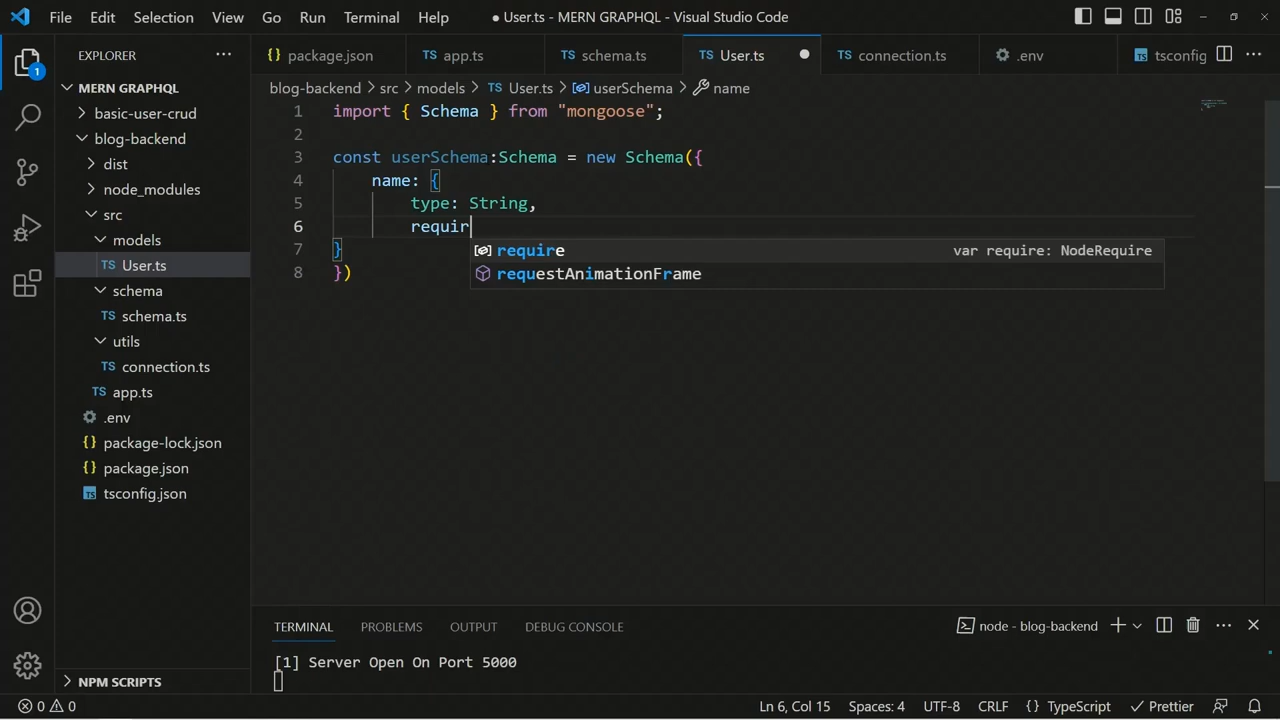 File Edit Selection View Go Run Terminal Help ● User.ts - MERN GRAPHQL - Visual Studio Code
EXPLORER ···
{} package.json TS app.ts TS schema.ts TS User.ts ● TS connection.ts .env TS tsconfig ···
1
MERN GRAPHQL
basic-user-crud
blog-backend
dist
node_modules
src
models
TS User.ts
schema
TS schema.ts
utils
TS connection.ts
TS app.ts
.env
{} package-lock.json
{} package.json
TS tsconfig.json
NPM SCRIPTS
blog-backend > src > models > TS User.ts > userSchema > name
1 import { Schema } from "mongoose";
2
3 const userSchema:Schema = new Schema({
4 name: {
5 type: String,
6 requir
7 }
8 })
require var require: NodeRequire
requestAnimationFrame
TERMINAL PROBLEMS OUTPUT DEBUG CONSOLE node - blog-backend ···
[1] Server Open On Port 5000
0 0 Ln 6, Col 15 Spaces: 4 UTF-8 CRLF {} TypeScript Prettier